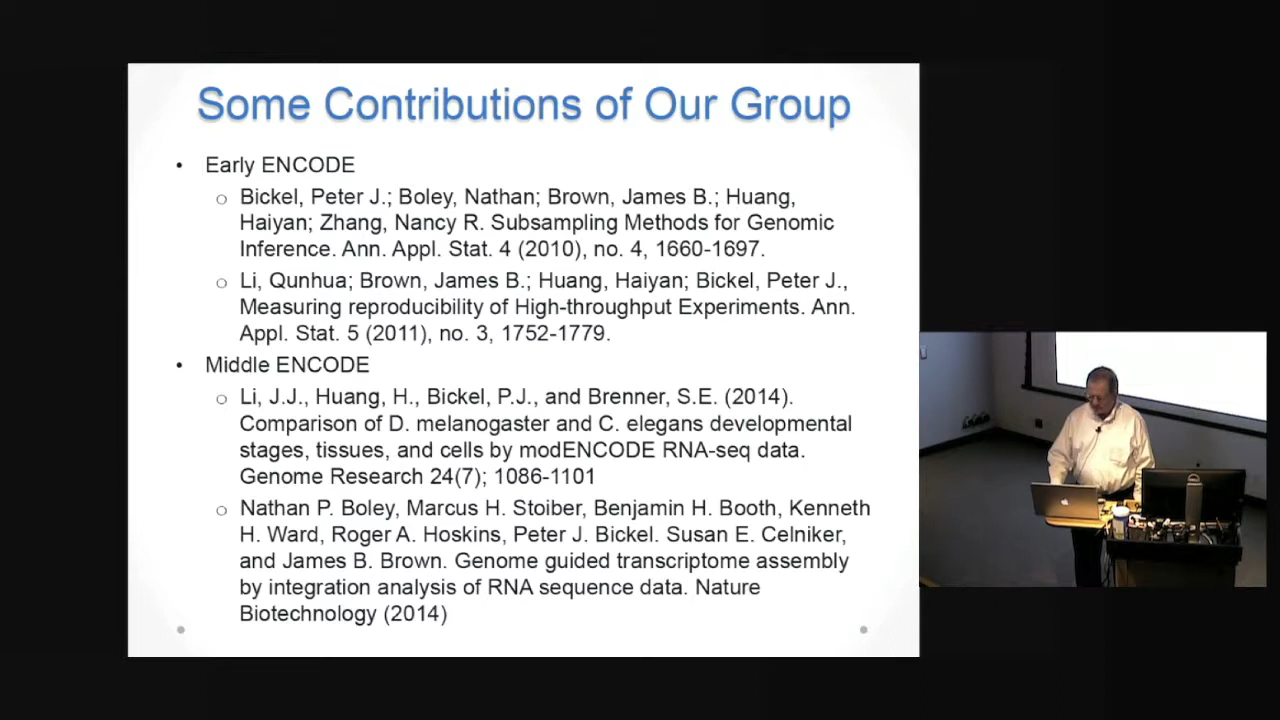 Some Contributions of Our Group
• Early ENCODE
○ Bickel, Peter J.; Boley, Nathan; Brown, James B.; Huang,
Haiyan; Zhang, Nancy R. Subsampling Methods for Genomic
Inference. Ann. Appl. Stat. 4 (2010), no. 4, 1660-1697.
○ Li, Qunhua; Brown, James B.; Huang, Haiyan; Bickel, Peter J.,
Measuring reproducibility of High-throughput Experiments. Ann.
Appl. Stat. 5 (2011), no. 3, 1752-1779.
• Middle ENCODE
○ Li, J.J., Huang, H., Bickel, P.J., and Brenner, S.E. (2014).
Comparison of D. melanogaster and C. elegans developmental
stages, tissues, and cells by modENCODE RNA-seq data.
Genome Research 24(7); 1086-1101
○ Nathan P. Boley, Marcus H. Stoiber, Benjamin H. Booth, Kenneth
H. Ward, Roger A. Hoskins, Peter J. Bickel. Susan E. Celniker,
and James B. Brown. Genome guided transcriptome assembly
by integration analysis of RNA sequence data. Nature
Biotechnology (2014)